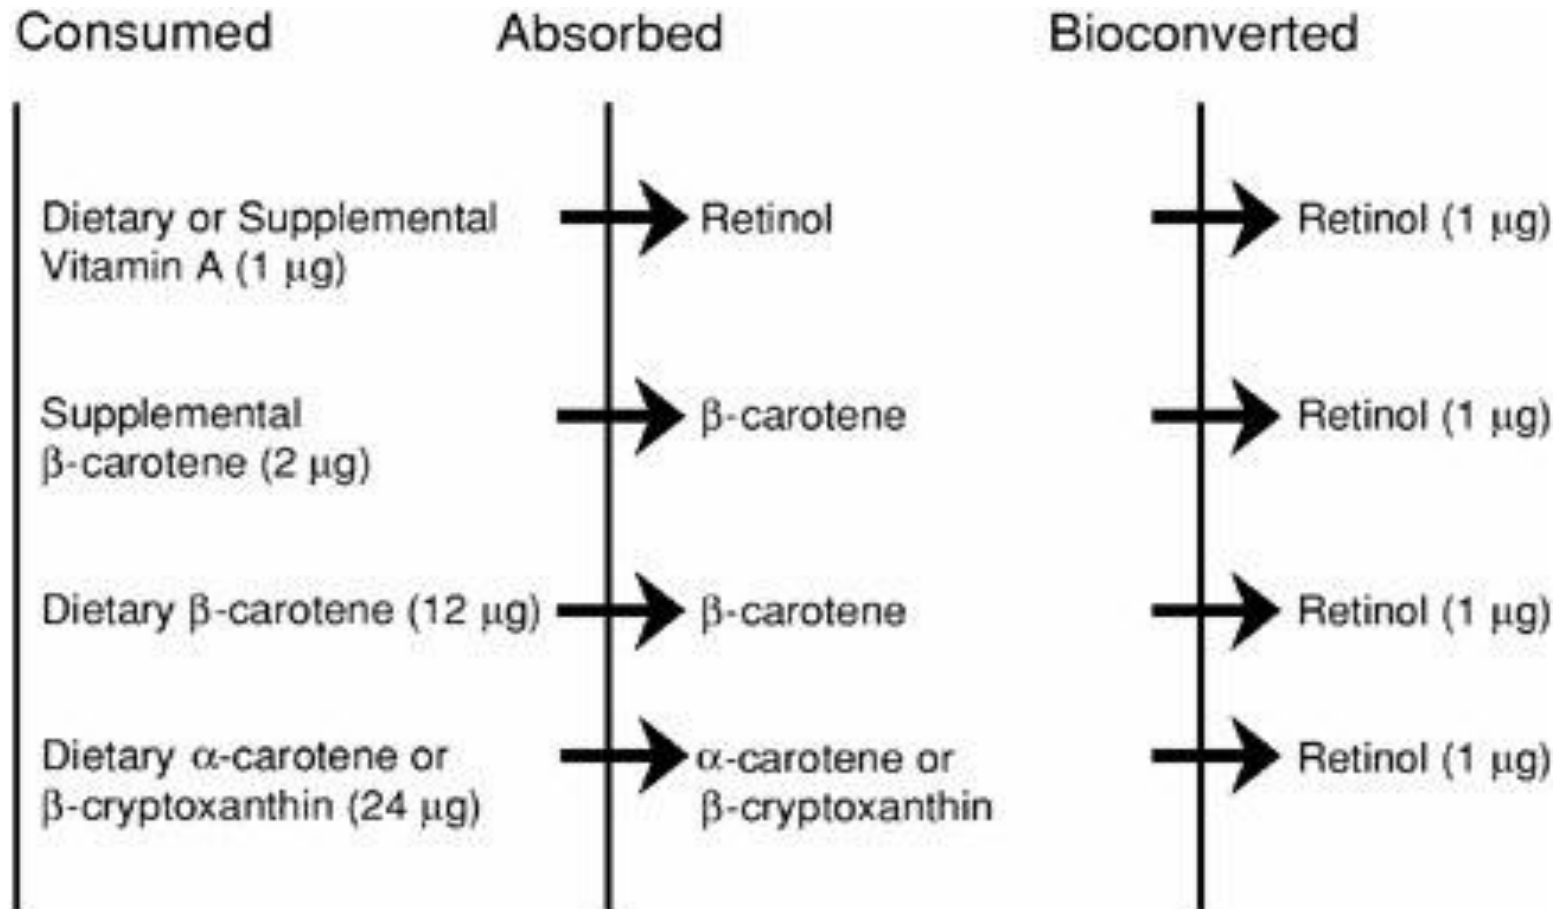 Consumed Absorbed Bioconverted
Dietary or Supplemental
Vitamin A (1 μg)
Retinol
Retinol (1 μg)
Supplemental
β-carotene (2 μg)
β-carotene
Retinol (1 μg)
Dietary β-carotene (12 μg)
β-carotene
Retinol (1 μg)
Dietary α-carotene or
β-cryptoxanthin (24 μg)
α-carotene or
β-cryptoxanthin
Retinol (1 μg)